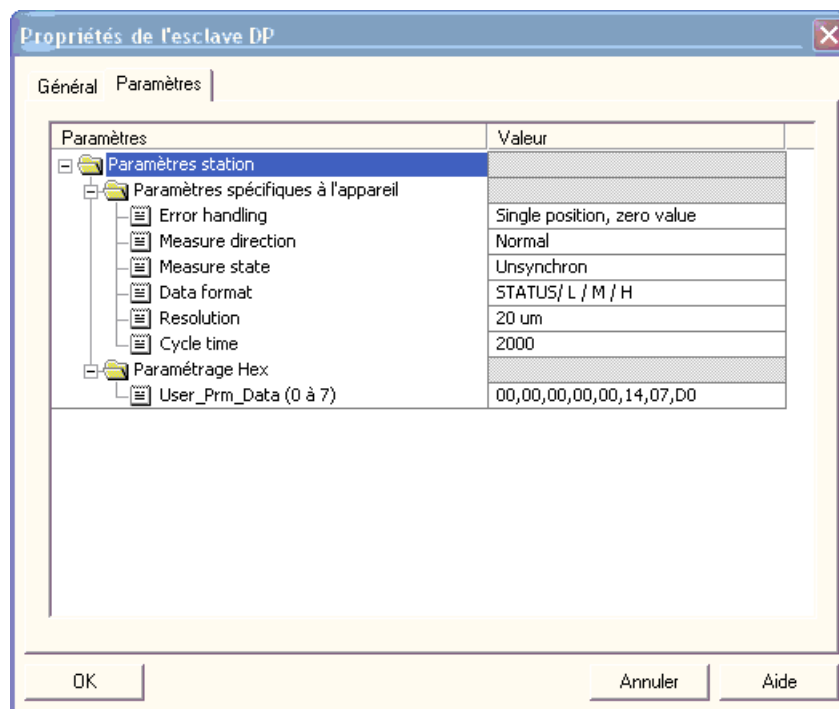 Propriétés de l'esclave DP
Général Paramètres
Paramètres Valeur
Paramètres station
Paramètres spécifiques à l'appareil
Error handling Single position, zero value
Measure direction Normal
Measure state Unsynchron
Data format STATUS/ L / M / H
Resolution 20 um
Cycle time 2000
Paramétrage Hex
User_Prm_Data (0 à 7) 00,00,00,00,00,14,07,D0
OK Annuler Aide